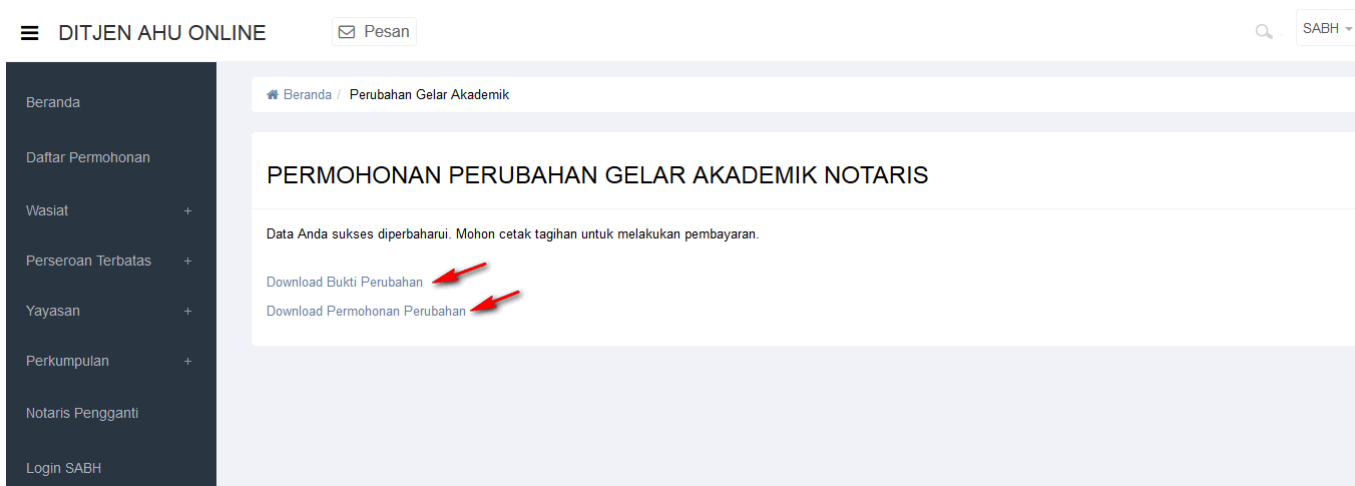 DITJEN AHU ONLINE
Pesan
SABH
Beranda
Daftar Permohonan
Wasiat +
Perseroan Terbatas +
Yayasan +
Perkumpulan +
Notaris Pengganti
Login SABH
Beranda / Perubahan Gelar Akademik
PERMOHONAN PERUBAHAN GELAR AKADEMIK NOTARIS
Data Anda sukses diperbaharui. Mohon cetak tagihan untuk melakukan pembayaran.
Download Bukti Perubahan
Download Permohonan Perubahan